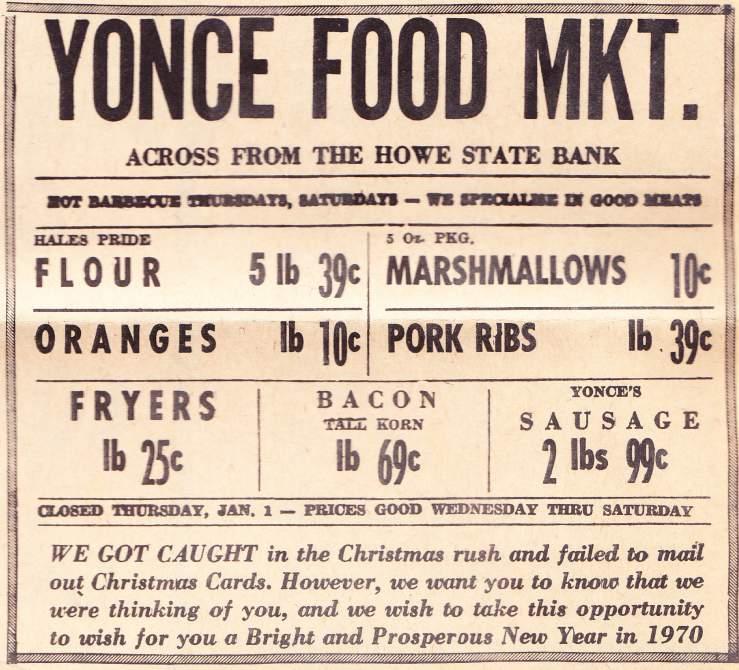 YONCE FOOD MKT.
ACROSS FROM THE HOWE STATE BANK
HOT BARBECUE THURSDAYS, SATURDAYS — WE SPECIALIZE IN GOOD MEATS
HALES PRIDE
FLOUR 5 lb 39c
5 Oz. PKG.
MARSHMALLOWS 10c
ORANGES lb 10c
PORK RIBS lb. 39c
FRYERS
lb 25c
BACON
TALL KORN
lb 69c
YONCE'S
SAUSAGE
2 lbs 99c
CLOSED THURSDAY, JAN. 1 — PRICES GOOD WEDNESDAY THRU SATURDAY
WE GOT CAUGHT in the Christmas rush and failed to mail
out Christmas Cards. However, we want you to know that we
were thinking of you, and we wish to take this opportunity
to wish for you a Bright and Prosperous New Year in 1970